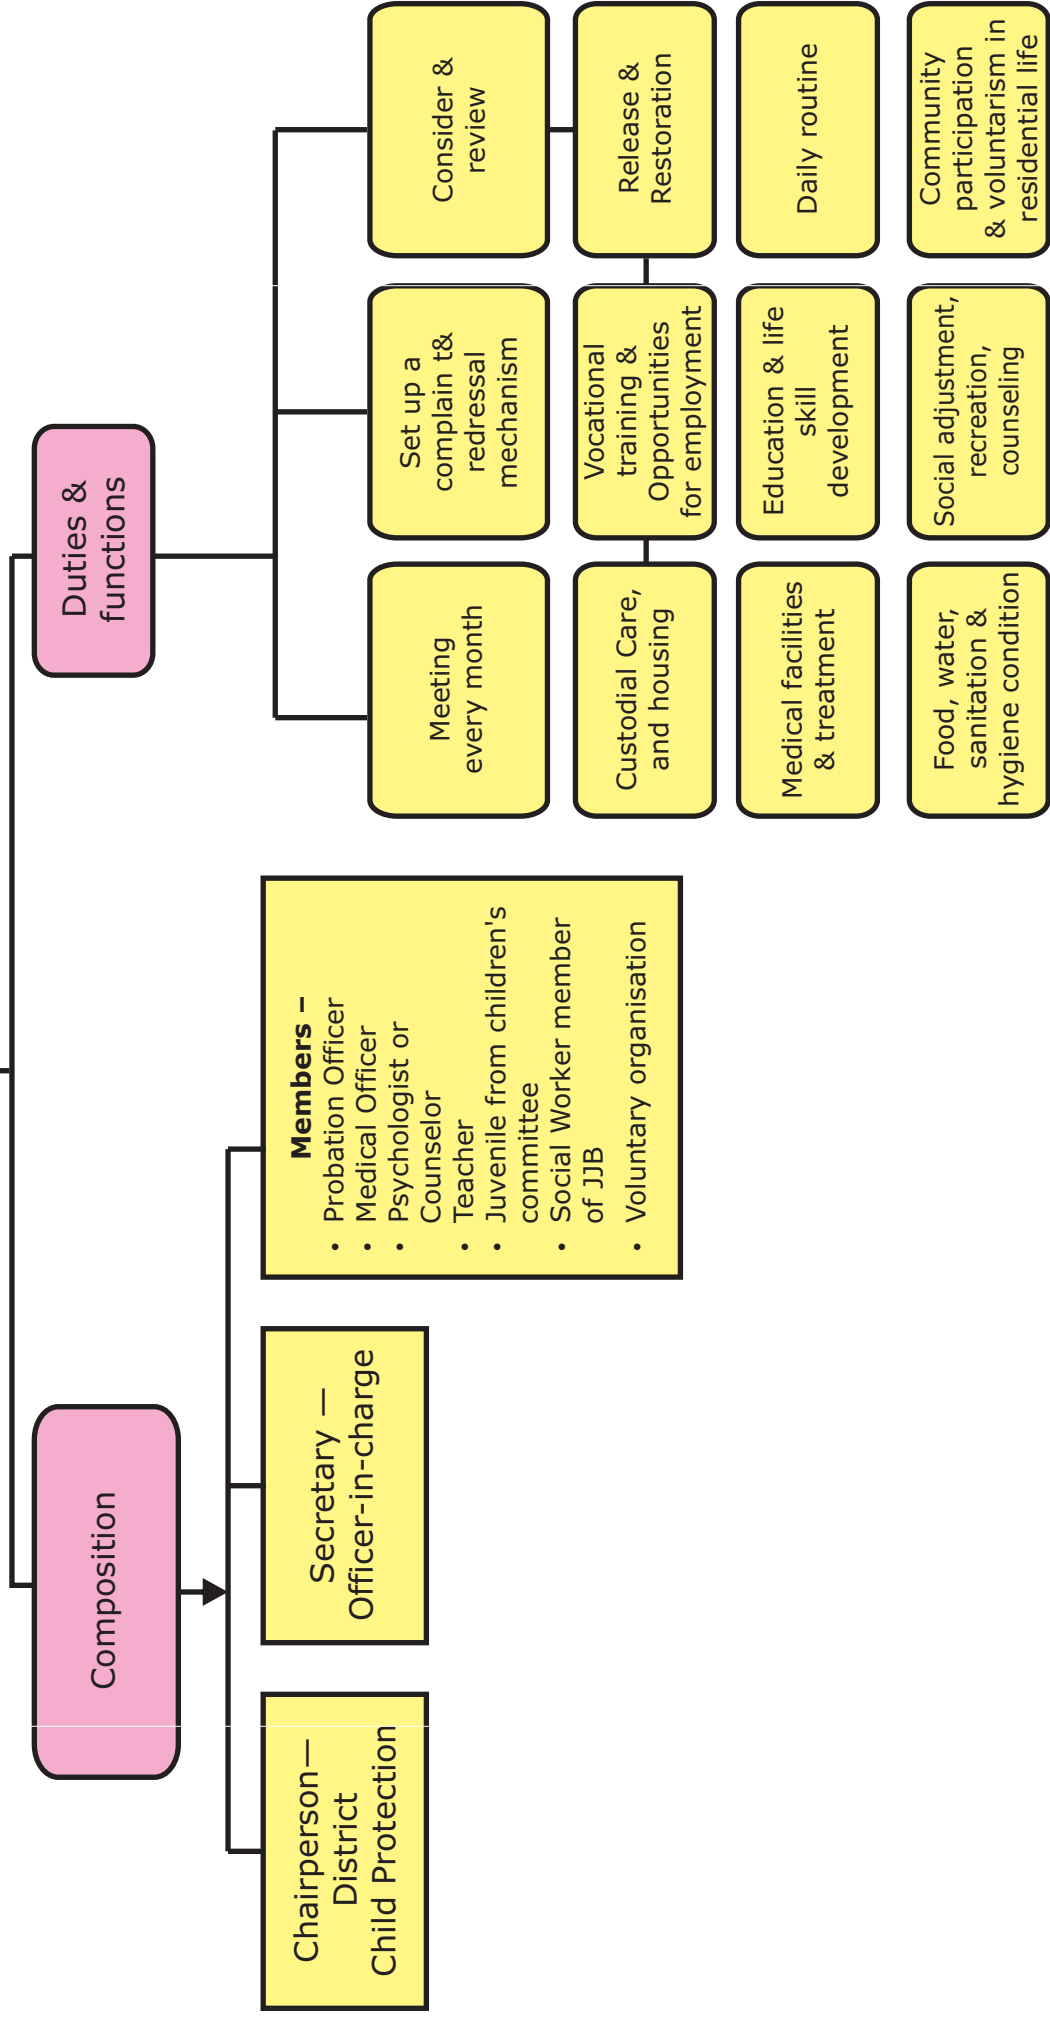 Composition
Duties &
functions
Chairperson—
District
Child Protection
Secretary —
Officer-in-charge
Members –
• Probation Officer
• Medical Officer
• Psychologist or
Counselor
• Teacher
• Juvenile from children's
committee
• Social Worker member
of JJB
• Voluntary organisation
Meeting
every month
Set up a
complain t&
redressal
mechanism
Consider &
review
Custodial Care,
and housing
Vocational
training &
Opportunities
for employment
Release &
Restoration
Medical facilities
& treatment
Education & life
skill
development
Daily routine
Food, water,
sanitation &
hygiene condition
Social adjustment,
recreation,
counseling
Community
participation
& voluntarism in
residential life